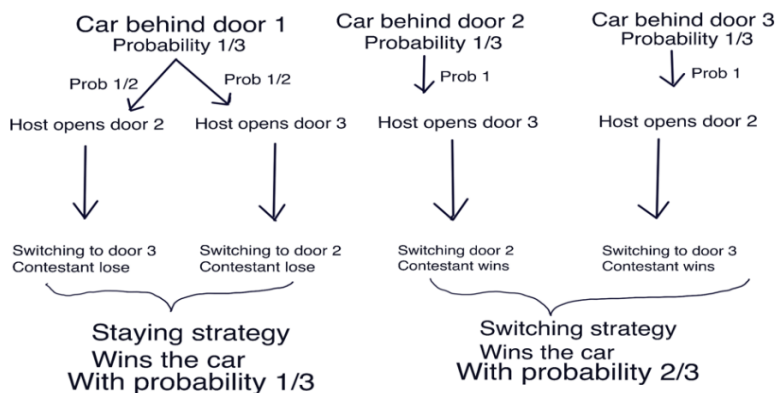 Car behind door 1
Probability 1/3
Prob 1/2
Prob 1/2
Host opens door 2
Host opens door 3
Switching to door 3
Contestant lose
Switching to door 2
Contestant lose
Staying strategy
Wins the car
With probability 1/3
Car behind door 2
Probability 1/3
Prob 1
Host opens door 3
Switching door 2
Contestant wins
Car behind door 3
Probability 1/3
Prob 1
Host opens door 2
Switching to door 3
Contestant wins
Switching strategy
Wins the car
With probability 2/3